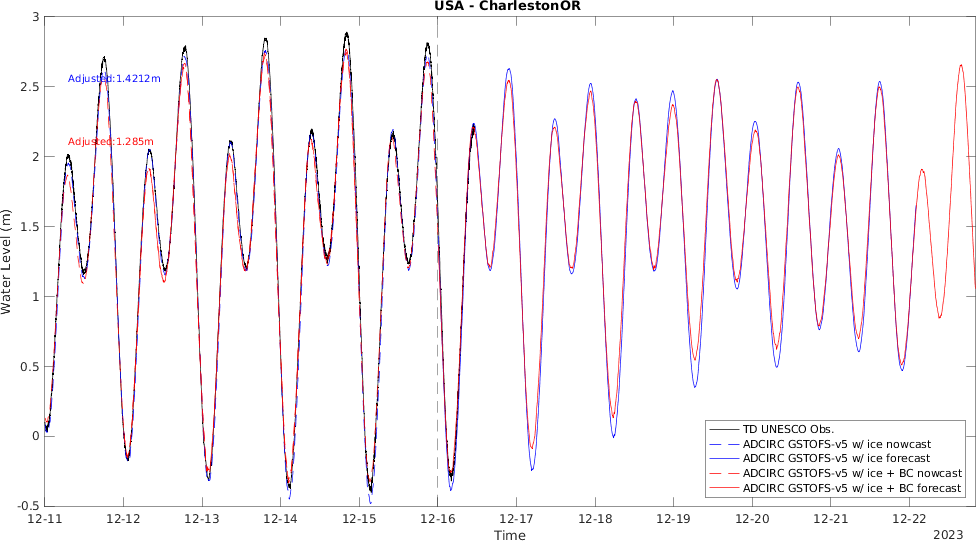 USA - CharlestonOR
3
2.5
2
1.5
1
0.5
0
-0.5
Water Level (m)
Adjusted:1.4212m
Adjusted:1.285m
TD UNESCO Obs.
ADCIRC GSTOFS-v5 w/ ice nowcast
ADCIRC GSTOFS-v5 w/ ice forecast
ADCIRC GSTOFS-v5 w/ice + BC nowcast
ADCIRC GSTOFS-v5 w/ice + BC forecast
12-11 12-12 12-13 12-14 12-15 12-16 12-17 12-18 12-19 12-20 12-21 12-22
Time
2023